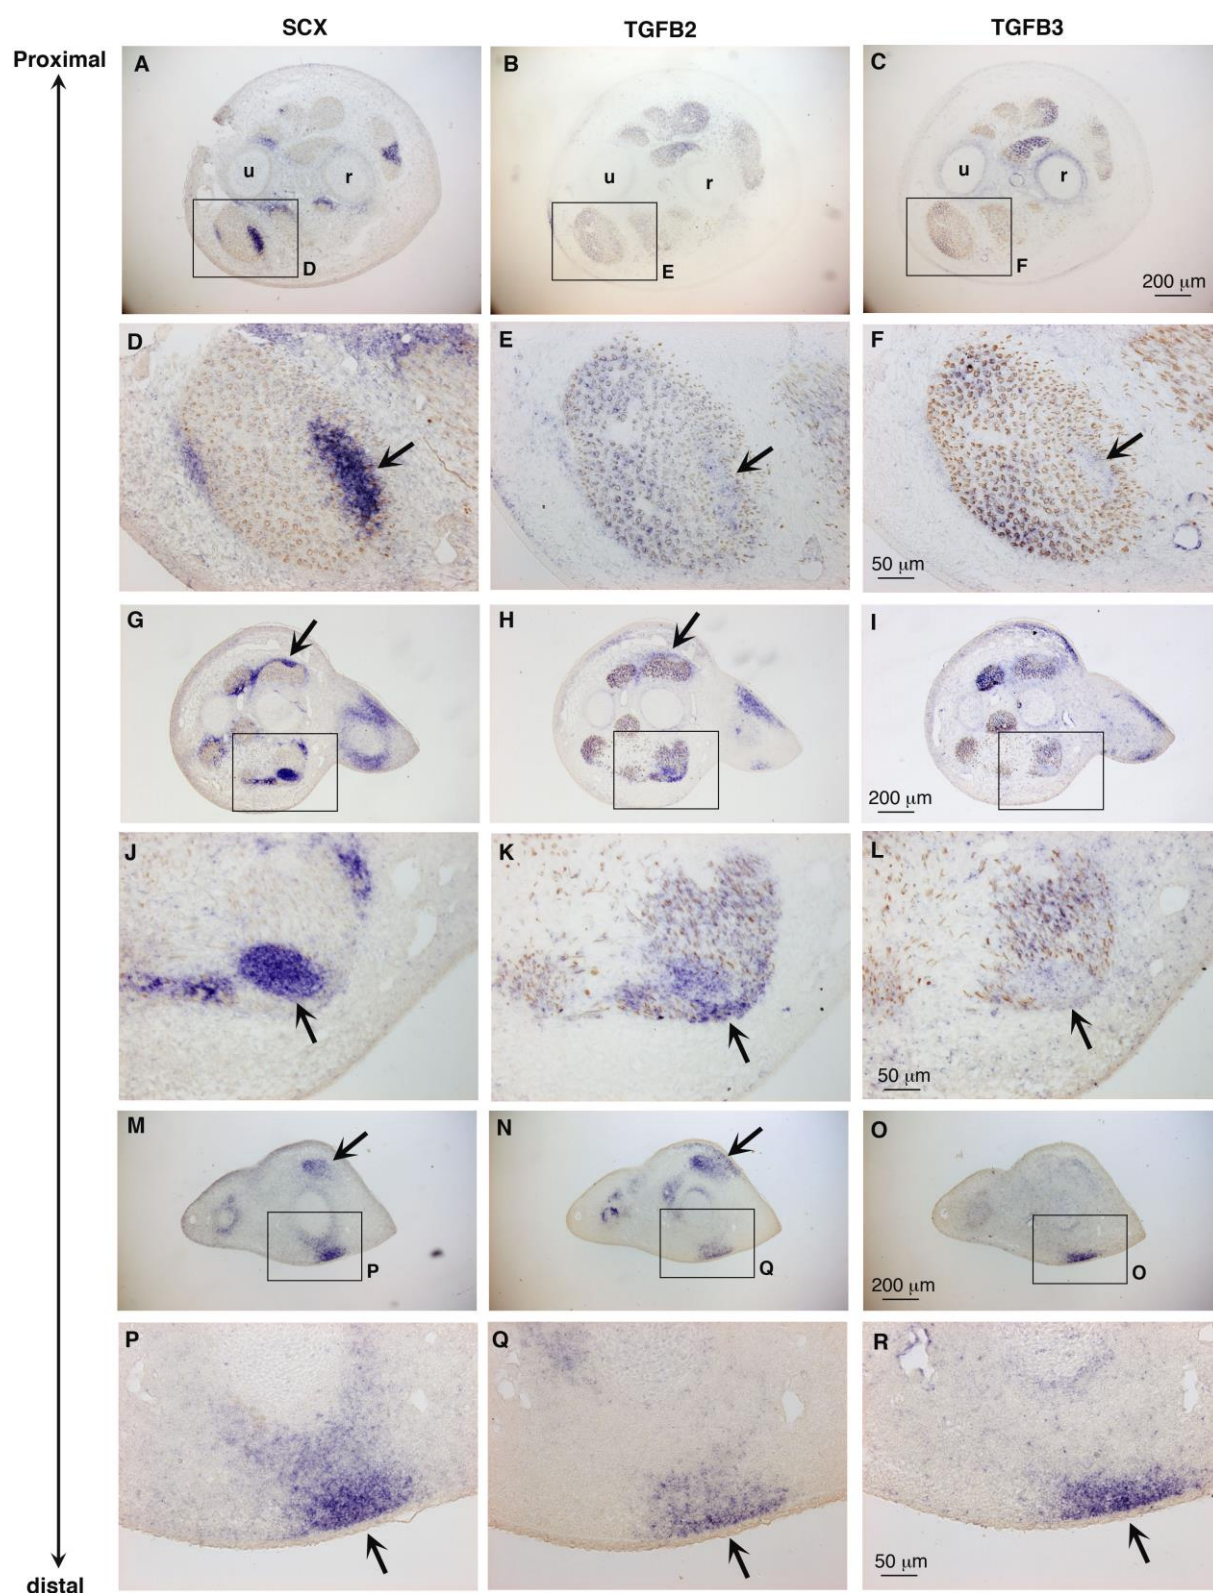 SCX TGFB2 TGFB3
Proximal
A B C
u r u r u r
D E F
200 μm
D E F
50 μm
G H I
200 μm
J K L
50 μm
M N O
P Q O
200 μm
P Q R
50 μm
distal